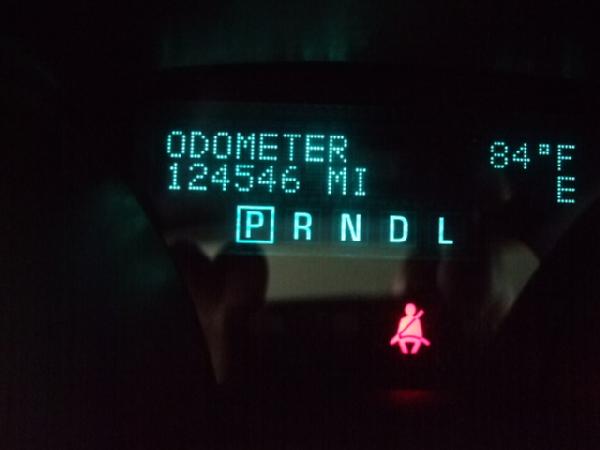 ODOMETER
124546 MI
84°F
E
P R N D L